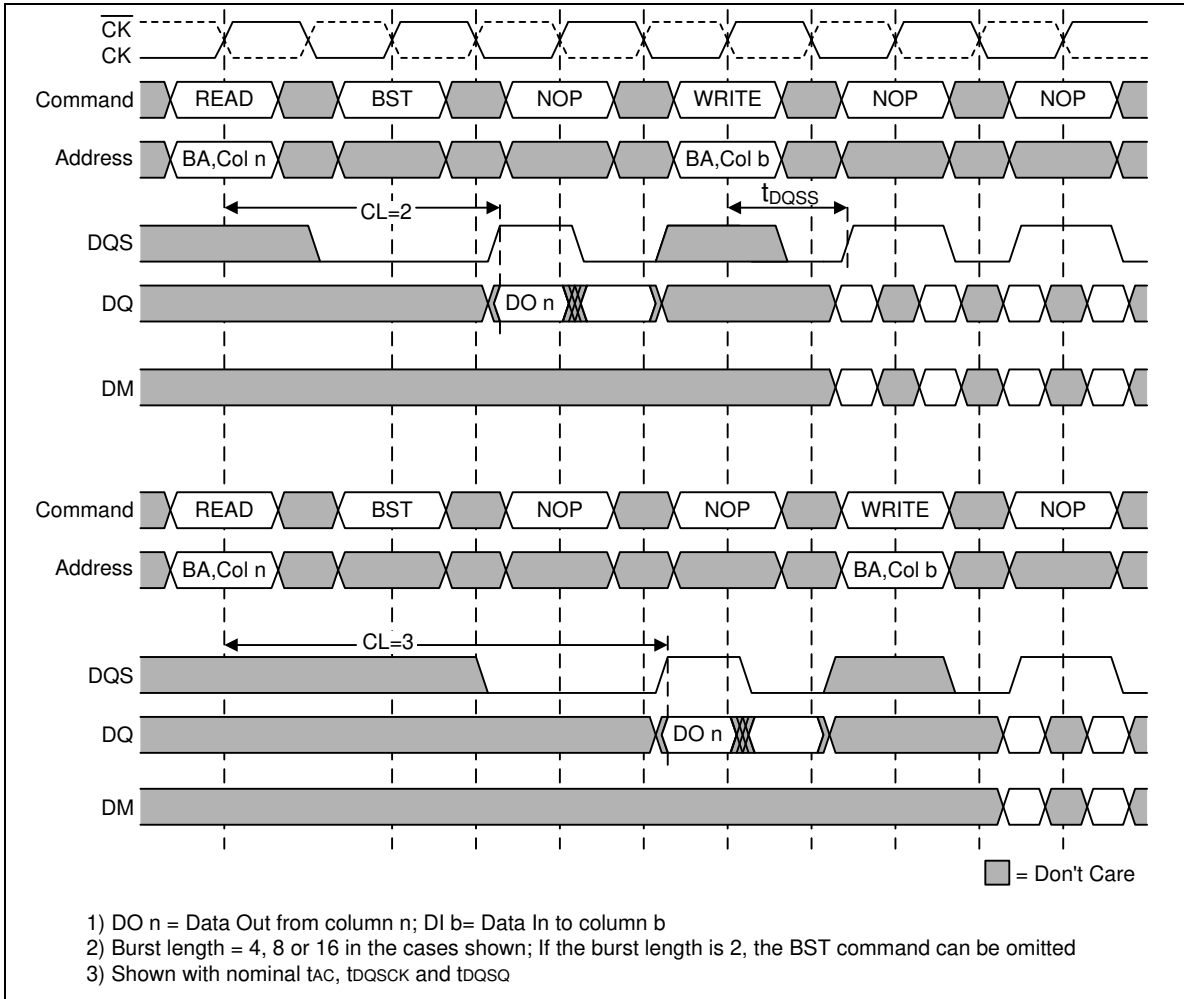 CK
CK
Command READ BST NOP WRITE NOP NOP
Address BA,Col n BA,Col b
CL=2 tDQSS
DQS
DQ DO n
DM
Command READ BST NOP NOP WRITE NOP
Address BA,Col n BA,Col b
CL=3
DQS
DQ DO n
DM
= Don't Care
1) DO n = Data Out from column n; DI b= Data In to column b
2) Burst length = 4, 8 or 16 in the cases shown; If the burst length is 2, the BST command can be omitted
3) Shown with nominal tAC, tDQSCK and tDQSQ